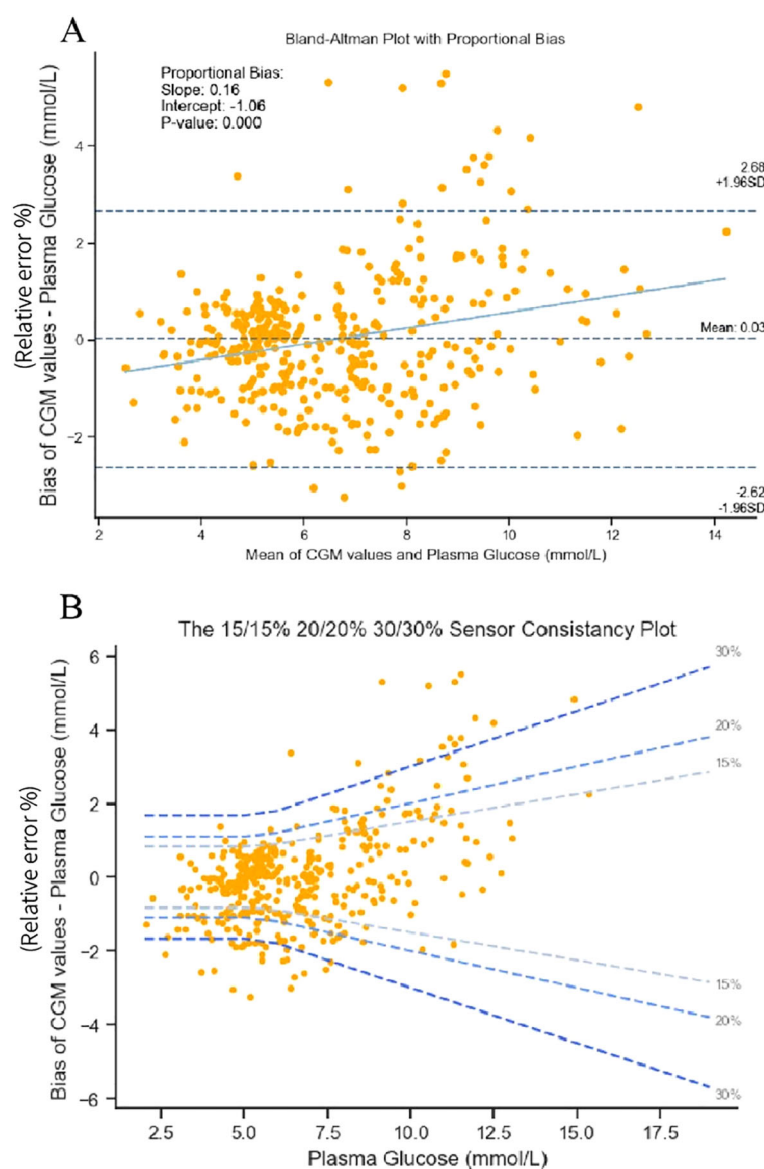 A
Bland-Altman Plot with Proportional Bias
Proportional Bias:
Slope: 0.16
Intercept: -1.06
P-value: 0.000
(Relative error %)
Bias of CGM values - Plasma Glucose (mmol/L)
4
2
0
−2
2.68
+1.96SD
Mean: 0.03
-2.62
-1.96SD
2 4 6 8 10 12 14
Mean of CGM values and Plasma Glucose (mmol/L)
B
The 15/15% 20/20% 30/30% Sensor Consistancy Plot
(Relative error %)
Bias of CGM values - Plasma Glucose (mmol/L)
6
4
2
0
−2
−4
−6
30%
20%
15%
15%
20%
30%
2.5 5.0 7.5 10.0 12.5 15.0 17.5
Plasma Glucose (mmol/L)